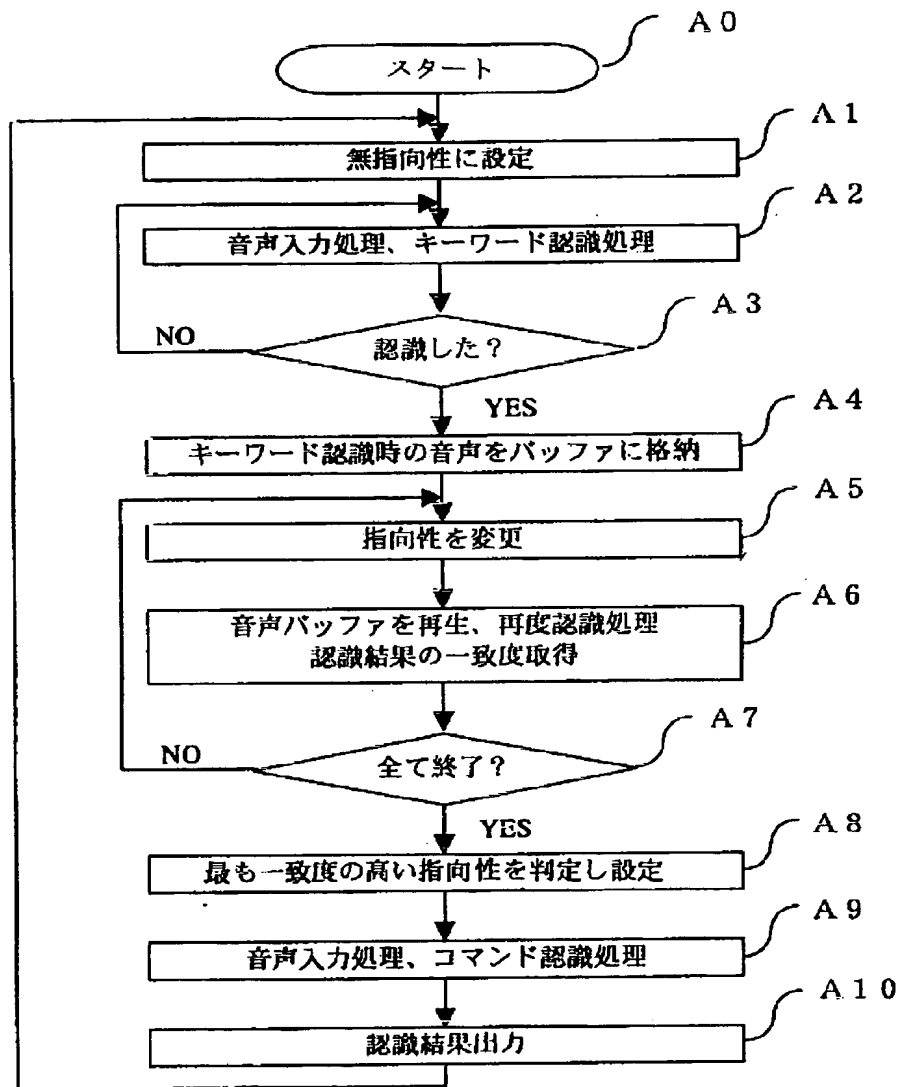 A0
スタート
A1
無指向性に設定
A2
音声入力処理、キーワード認識処理
A3
認識した?
NO
YES
A4
キーワード認識時の音声をバッファに格納
A5
指向性を変更
A6
音声バッファを再生、再度認識処理
認識結果の一致度取得
A7
全て終了?
NO
YES
A8
最も一致度の高い指向性を判定し設定
A9
音声入力処理、コマンド認識処理
A10
認識結果出力